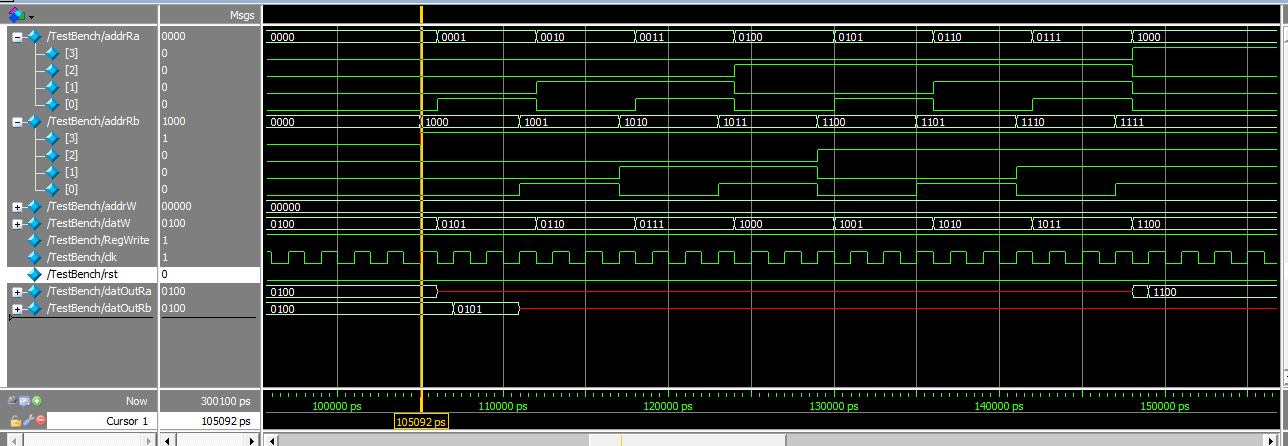 Msgs
/TestBench/addrRa 0000 0000 0001 0010 0011 0100 0101 0110 0111 1000
[3] 0
[2] 0
[1] 0
[0] 0
/TestBench/addrRb 1000 0000 1000 1001 1010 1011 1100 1101 1110 1111
[3] 1
[2] 0
[1] 0
[0] 0
/TestBench/addrW 00000 00000
/TestBench/datW 0100 0100 0101 0110 0111 1000 1001 1010 1011 1100
/TestBench/RegWrite 1
/TestBench/clk 1
/TestBench/rst 0
/TestBench/datOutRa 0100 0100 1100
/TestBench/datOutRb 0100 0100 0101
Now 300100 ps 100000 ps 110000 ps 120000 ps 130000 ps 140000 ps 150000 ps
Cursor 1 105092 ps 105092 ps